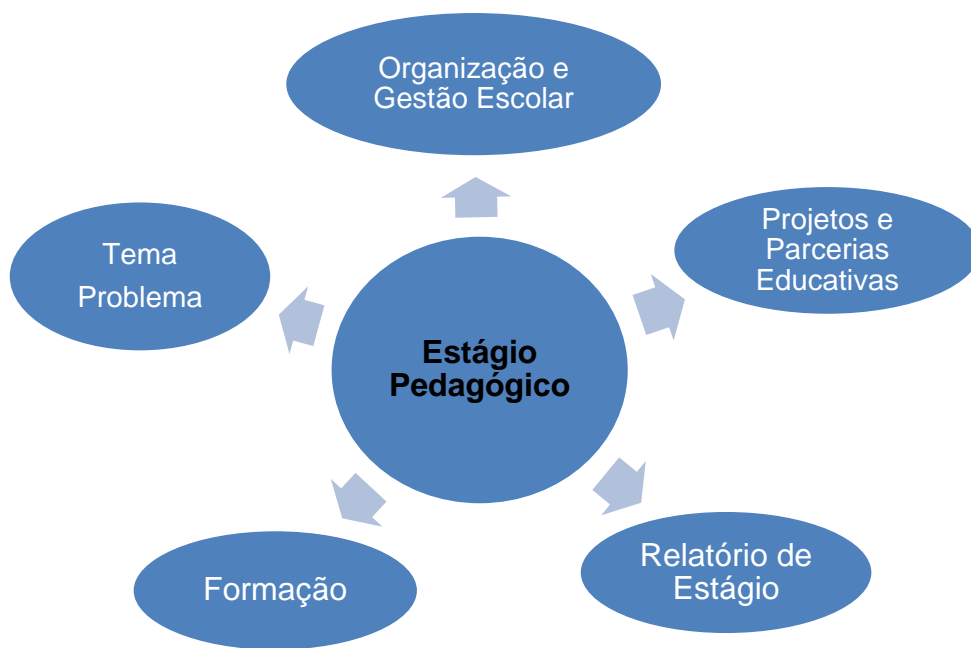 Organização e
Gestão Escolar
Projetos e
Parcerias
Educativas
Tema
Problema
Estágio
Pedagógico
Relatório de
Estágio
Formação